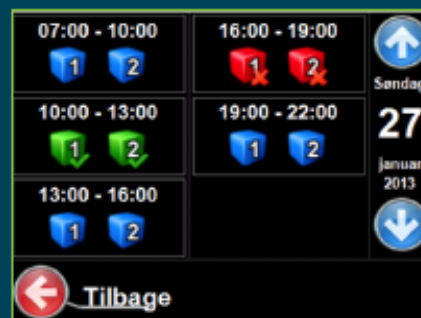 07:00 - 10:00
1 2
16:00 - 19:00
1 2
10:00 - 13:00
1 2
19:00 - 22:00
1 2
13:00 - 16:00
1 2
Søndag
27
januar
2013
Tilbage